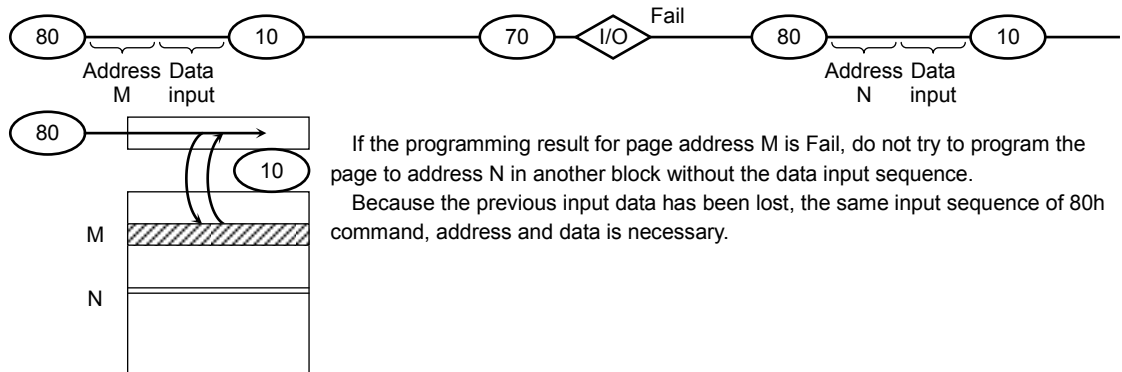 Fail
80 10 70 I/O 80 10
Address Data Address Data
M input N input
80
If the programming result for page address M is Fail, do not try to program the
10
page to address N in another block without the data input sequence.
Because the previous input data has been lost, the same input sequence of 80h
M
command, address and data is necessary.
N